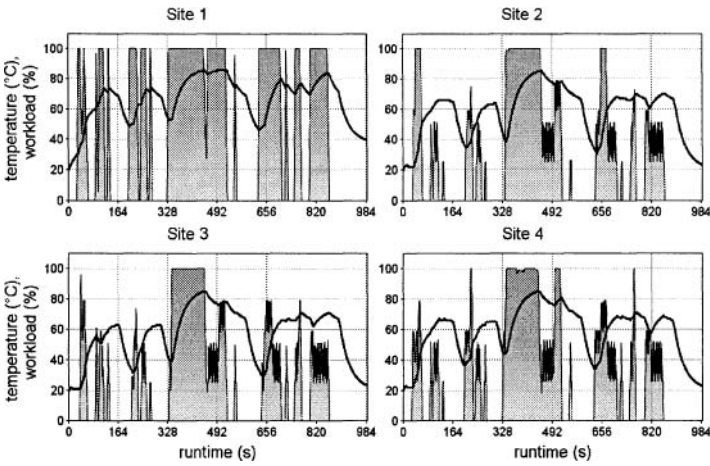 Site 1 Site 2
100 100
80 80
60 60
40 40
20 20
0 0
temperature (°C),
workload (%)
0 164 328 492 656 820 984 0 164 328 492 656 820 984
Site 3 Site 4
100 100
80 80
60 60
40 40
20 20
0 0
temperature (°C),
workload (%)
0 164 328 492 656 820 984 0 164 328 492 656 820 984
runtime (s) runtime (s)